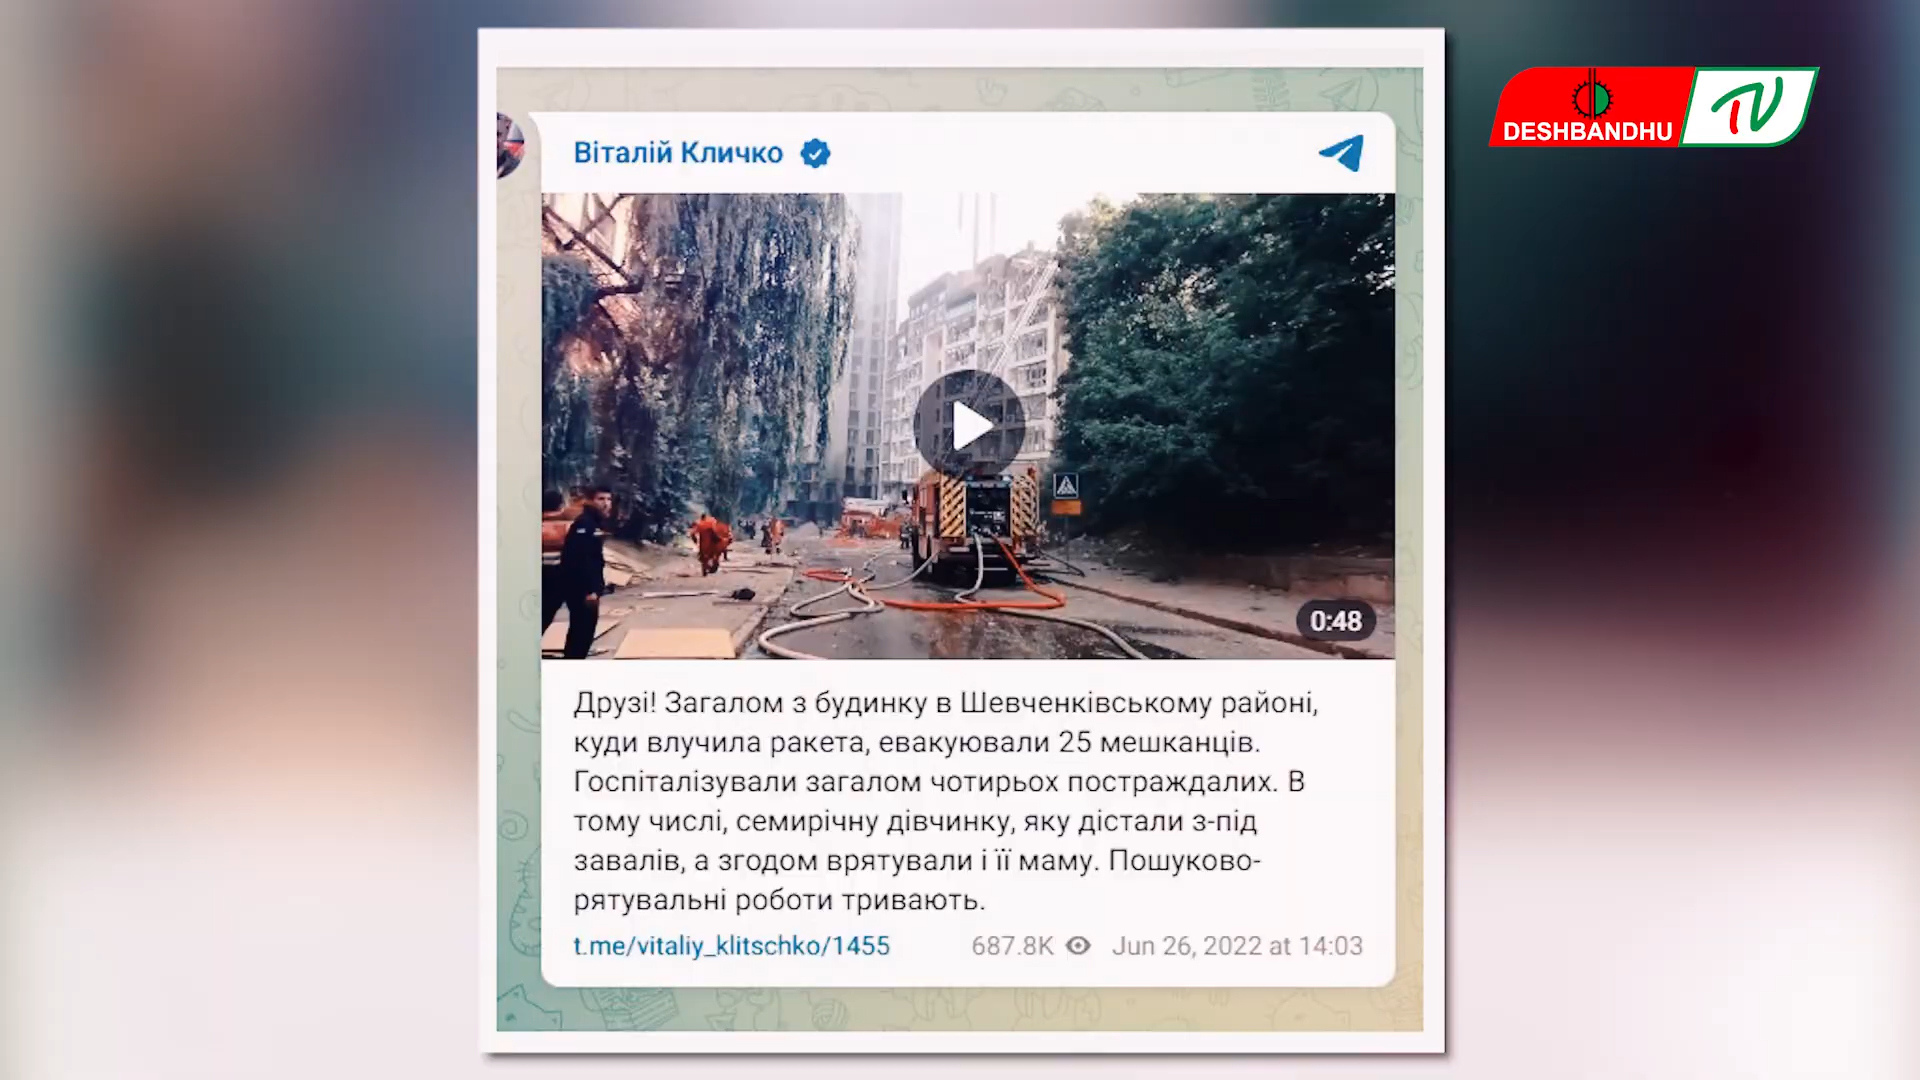 DESHBANDHU TV
Віталій Кличко
0:48
Друзі! Загалом з будинку в Шевченківському районі,
куди влучила ракета, евакуювали 25 мешканців.
Госпіталізували загалом чотирьох постраждалих. В
тому числі, семирічну дівчинку, яку дістали з-під
завалів, а згодом врятували і її маму. Пошуково-
рятувальні роботи тривають.
t.me/vitaliy_klitschko/1455 687.8K Jun 26, 2022 at 14:03